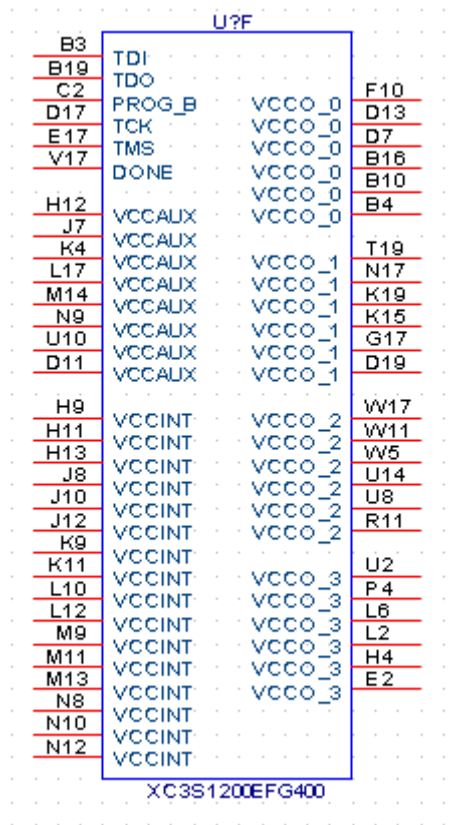 U?F
B3 TDI
B19 TDO
C2 PROG_B VCCO_0 F10
D17 TCK VCCO_0 D13
E17 TMS VCCO_0 D7
V17 DONE VCCO_0 B16
VCCO_0 B10
H12 VCCAUX VCCO_0 B4
J7 VCCAUX
K4 VCCAUX VCCO_1 T19
L17 VCCAUX VCCO_1 N17
M14 VCCAUX VCCO_1 K19
N9 VCCAUX VCCO_1 K15
U10 VCCAUX VCCO_1 G17
D11 VCCAUX VCCO_1 D19
H9 VCCINT VCCO_2 W17
H11 VCCINT VCCO_2 W11
H13 VCCINT VCCO_2 W5
J8 VCCINT VCCO_2 U14
J10 VCCINT VCCO_2 U8
J12 VCCINT VCCO_2 R11
K9 VCCINT
K11 VCCINT VCCO_3 U2
L10 VCCINT VCCO_3 P4
L12 VCCINT VCCO_3 L6
M9 VCCINT VCCO_3 L2
M11 VCCINT VCCO_3 H4
M13 VCCINT VCCO_3 E2
N8 VCCINT
N10 VCCINT
N12 VCCINT
XC3S1200EFG400